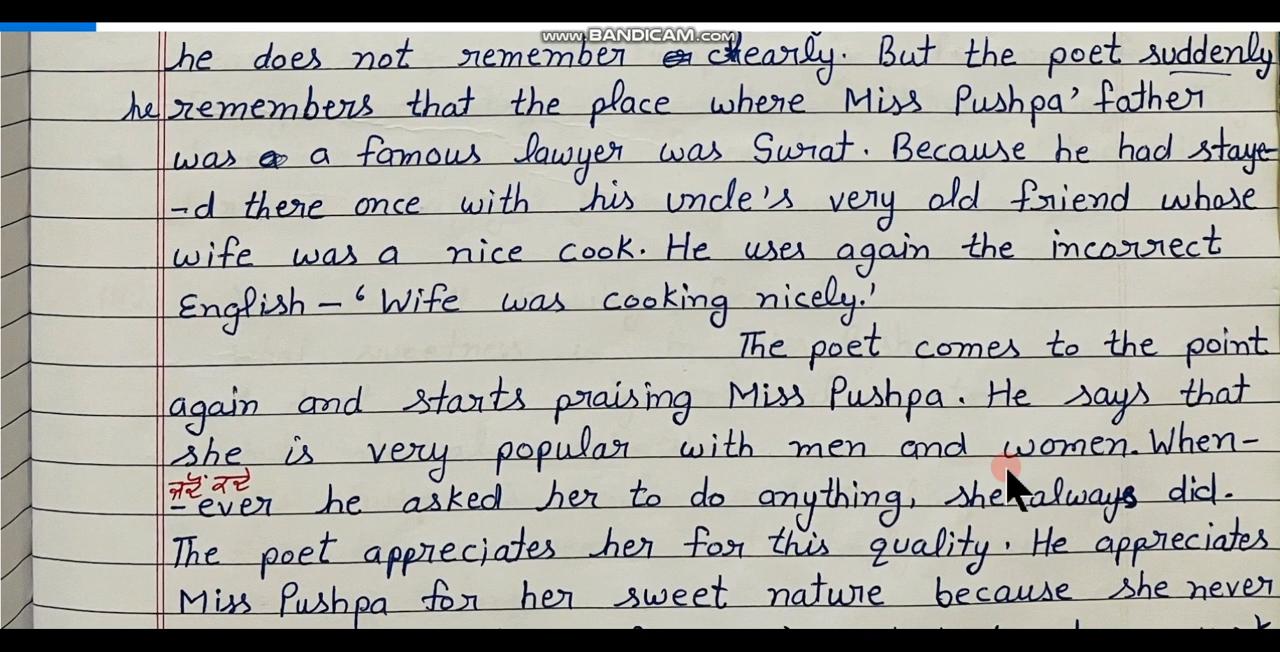 www.BANDICAM.com
he does not remember clearly. But the poet suddenly
he remembers that the place where Miss Pushpa' father
was a famous lawyer was Surat. Because he had staye-
-d there once with his uncle's very old friend whose
wife was a nice cook. He uses again the incorrect
English - 'Wife was cooking nicely.'
The poet comes to the point
again and starts praising Miss Pushpa. He says that
she is very popular with men and women. When-
ਜਦੋਂ ਕਦੇ
-ever he asked her to do anything, she always did.
The poet appreciates her for this quality. He appreciates
Miss Pushpa for her sweet nature because she never